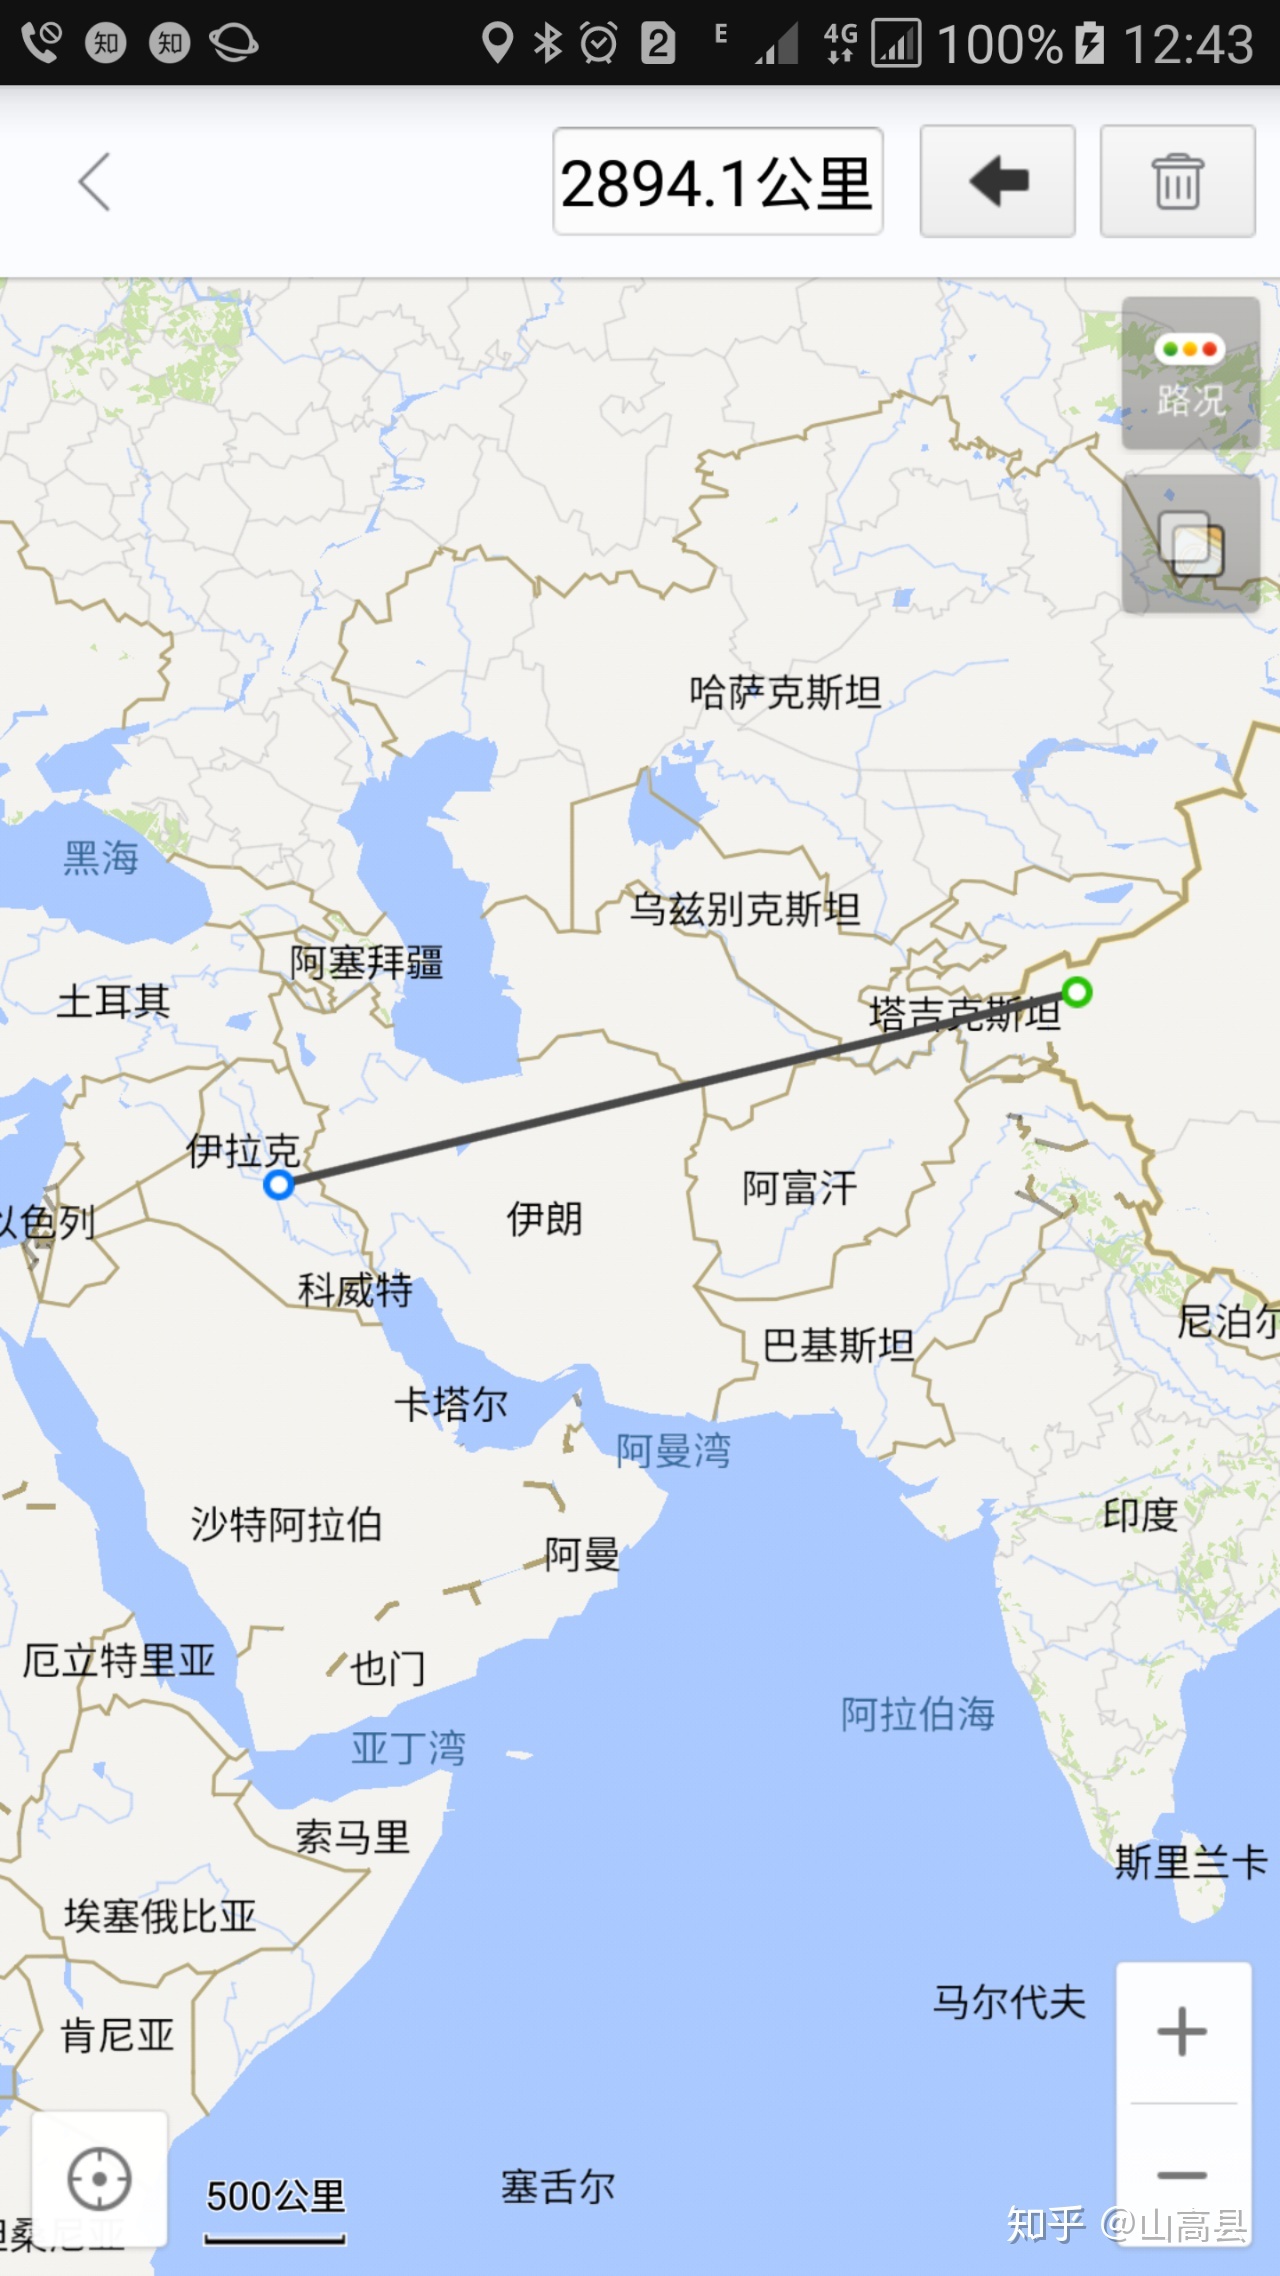 知 知 2 E 4G 100% 12:43
2894.1公里
路况
哈萨克斯坦
黑海
乌兹别克斯坦
阿塞拜疆
土耳其
塔吉克斯坦
伊拉克
阿富汗
以色列
伊朗
科威特
尼泊尔
巴基斯坦
卡塔尔
阿曼湾
印度
沙特阿拉伯
阿曼
厄立特里亚
也门
阿拉伯海
亚丁湾
索马里
斯里兰卡
埃塞俄比亚
马尔代夫
肯尼亚
塞舌尔
500公里
坦桑尼亚
知乎 @山高县